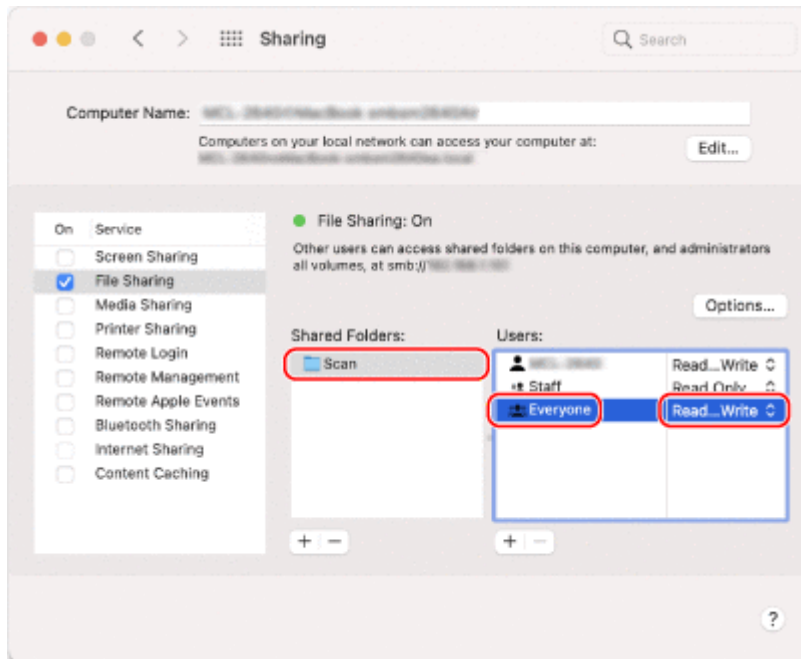 Sharing
Search
Computer Name:
Computers on your local network can access your computer at:
Edit...
On Service
Screen Sharing
File Sharing
Media Sharing
Printer Sharing
Remote Login
Remote Management
Remote Apple Events
Bluetooth Sharing
Internet Sharing
Content Caching
File Sharing: On
Other users can access shared folders on this computer, and administrators
all volumes, at smb://
Options...
Shared Folders:
Scan
Users:
Read...Write
Staff Read Only
Everyone Read...Write
+ −
+ −
?